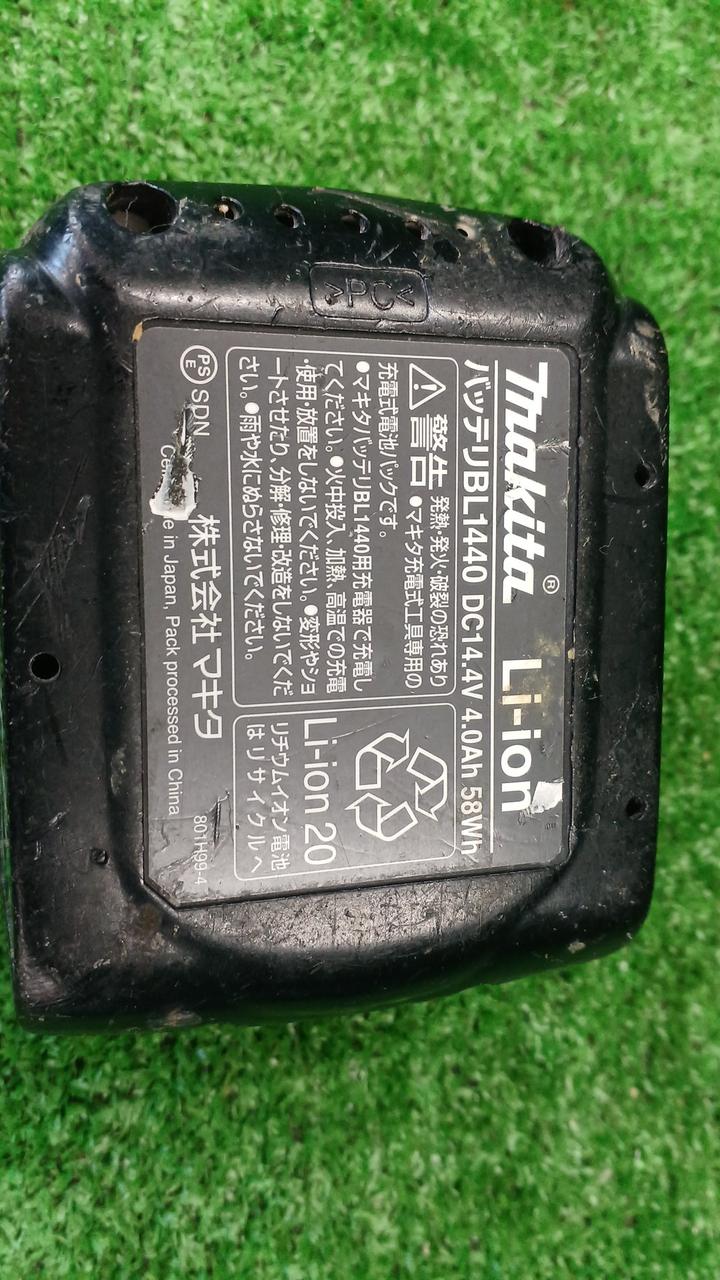 >PC<
makita® Li-ion
バッテリBL1440 DC14.4V 4.0Ah 58Wh
警告 発熱・発火・破裂の恐れあり
●マキタ充電式工具専用の
充電式電池パックです。
●マキタバッテリBL1440用充電器で充電し
てください。●火中投入、加熱、高温での充電
・使用・放置をしないでください。●変形やショ
ートさせたり、分解・修理・改造をしないでくだ
さい。●雨や水にぬらさないでください。
Li-ion 20
リチウムイオン電池
はリサイクルへ
PSE SDN
株式会社 マキタ
in Japan, Pack processed in China
801H99-4